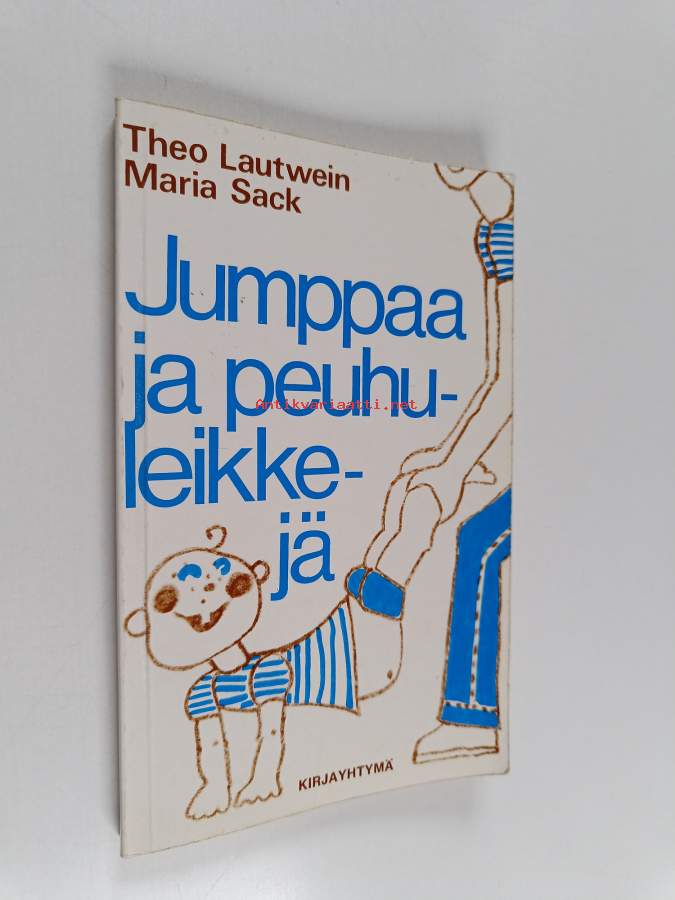 Theo Lautwein
Maria Sack
Jumppaa
ja peuhu-
Antikvariaatti.net
leikke-
jä
KIRJAYHTYMÄ